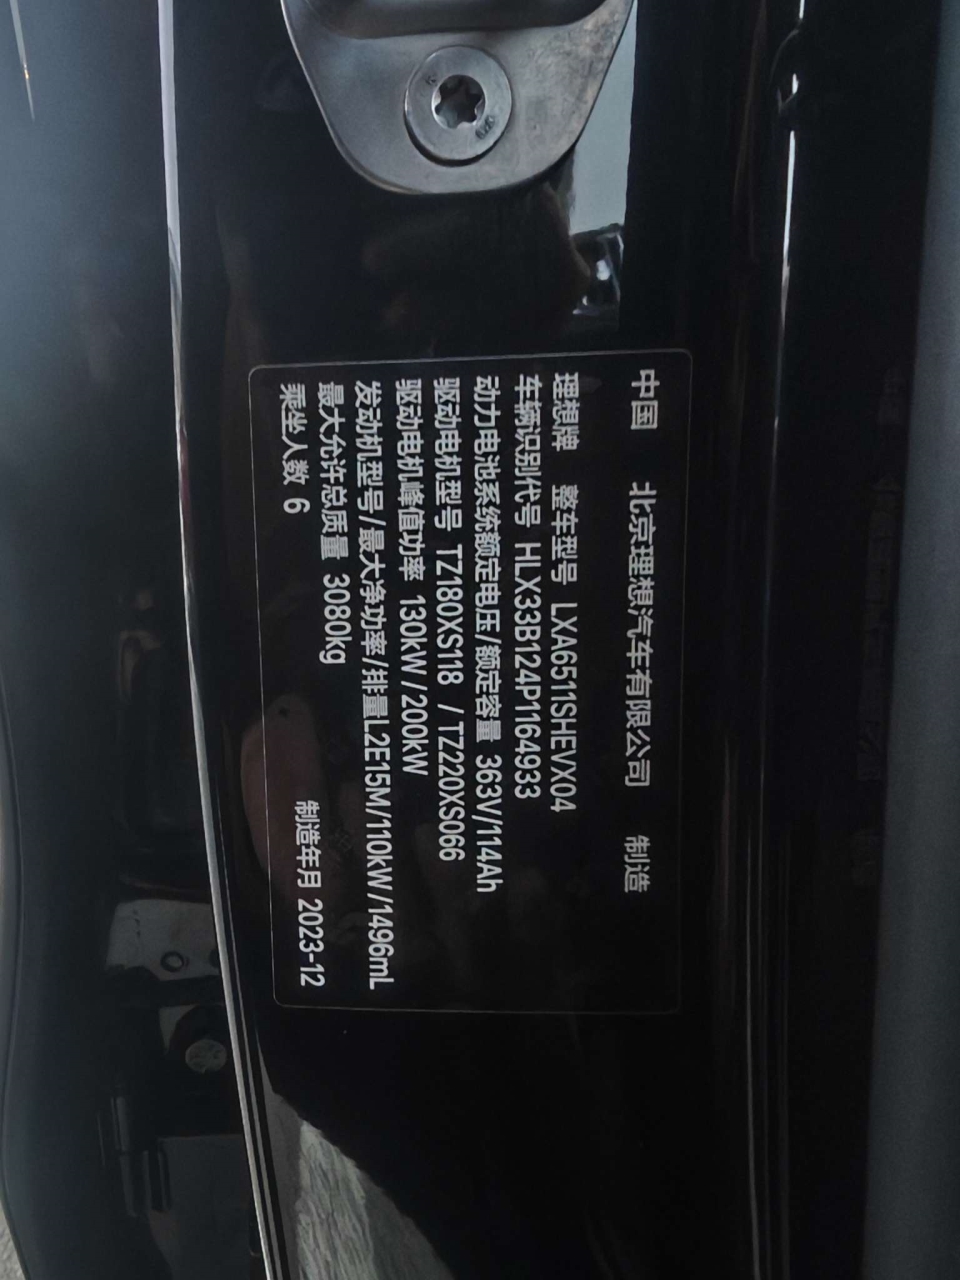 中国 北京理想汽车有限公司 制造
理想牌 整车型号 LXA6511SHEVX04
车辆识别代号 HLX33B124P1164933
动力电池系统额定电压/额定容量 363V/114Ah
驱动电机型号 TZ180XS118 / TZ220XS066
驱动电机峰值功率 130kW/200kW
发动机型号/最大净功率/排量L2E15M/110kW/1496mL
最大允许总质量 3080kg
乘坐人数 6 制造年月 2023-12